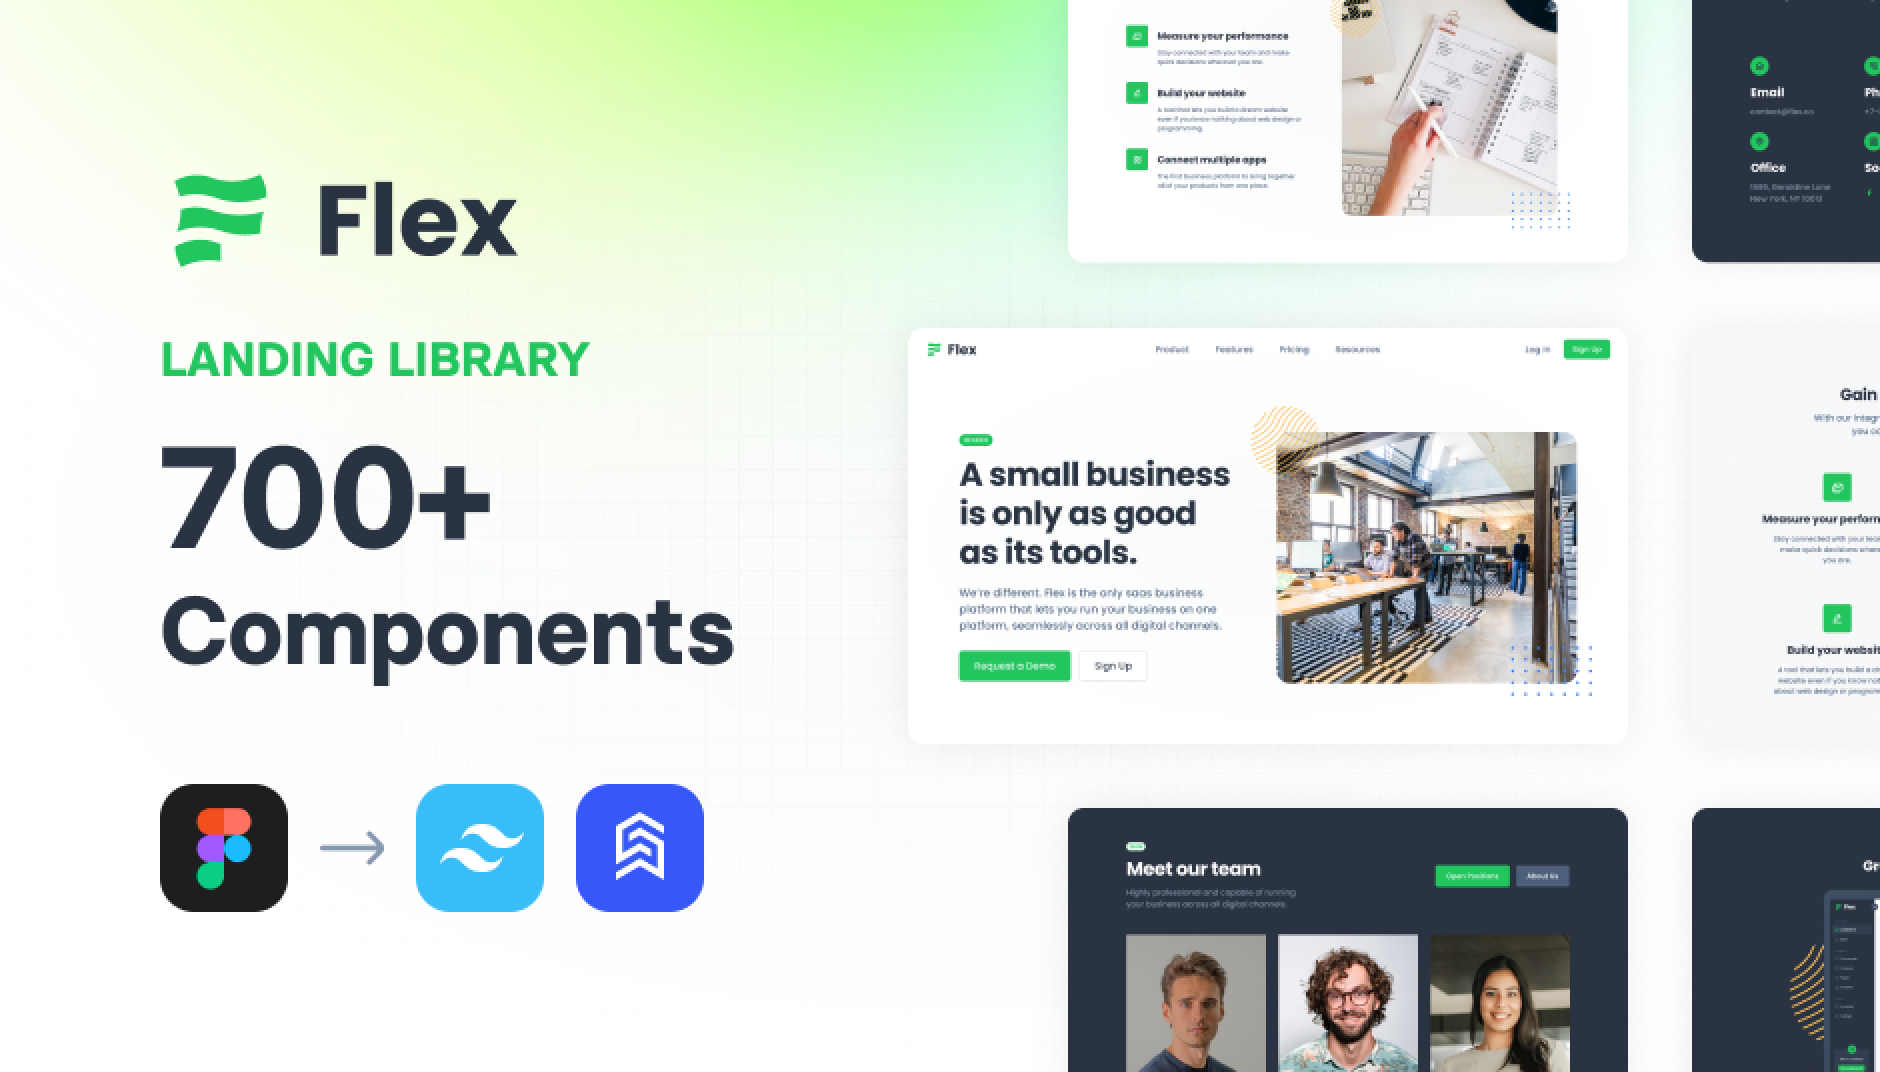 Flex
LANDING LIBRARY
700+
Components
Measure your performance
Stay connected with your team and make
quick decisions wherever you are.
Build your website
A tool that lets you build a dream website
even if you know nothing about web design or
programming.
Connect multiple apps
The first business platform to bring together
all of your products from one place.
Email
contact@flex.co
Office
1686, Geraldine Lane
New York, NY 10013
Flex
Product
Features
Pricing
Resources
Log In
Sign Up
A small business
is only as good
as its tools.
We're different. Flex is the only saas business
platform that lets you run your business on one
platform, seamlessly across all digital channels.
Request a Demo
Sign Up
Gain
With our integr
you ca
Measure your perform
Stay connected with your tea
make quick decisions where
you are.
Build your websit
A tool that lets you build a d
website even if you know not
about web design or program
Meet our team
Highly professional and capable of running
your business across all digital channels.
Open Positions
About Us
Gr
Flex